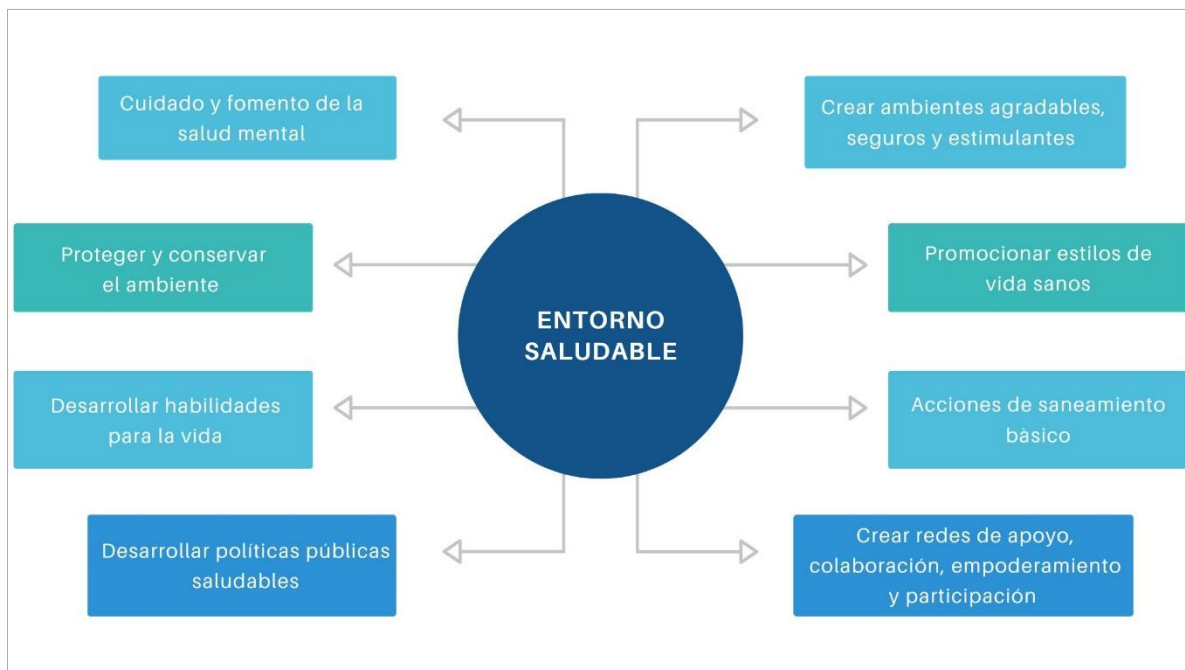 Cuidado y fomento de la
salud mental
Crear ambientes agradables,
seguros y estimulantes
Proteger y conservar
el ambiente
Promocionar estilos de
vida sanos
ENTORNO
SALUDABLE
Desarrollar habilidades
para la vida
Acciones de saneamiento
bàsico
Desarrollar políticas públicas
saludables
Crear redes de apoyo,
colaboración, empoderamiento
y participación